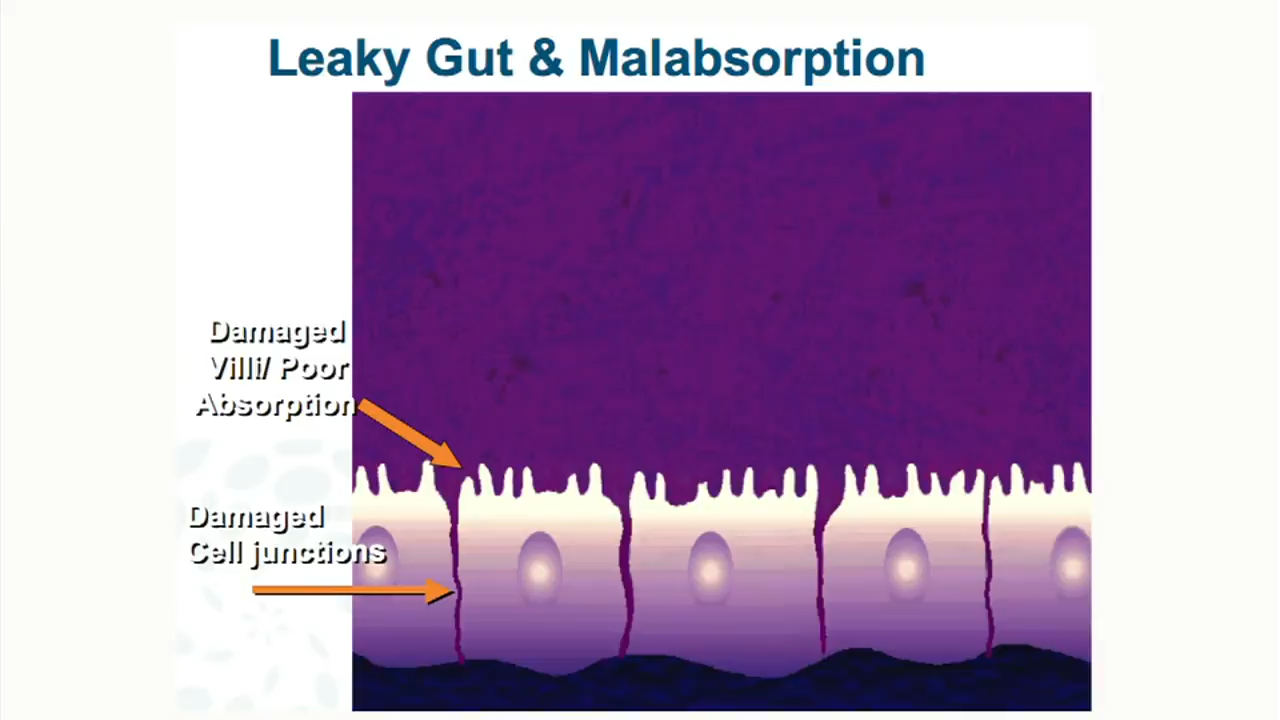 Leaky Gut & Malabsorption
Damaged
Villi/ Poor
Absorption
Damaged
Cell junctions